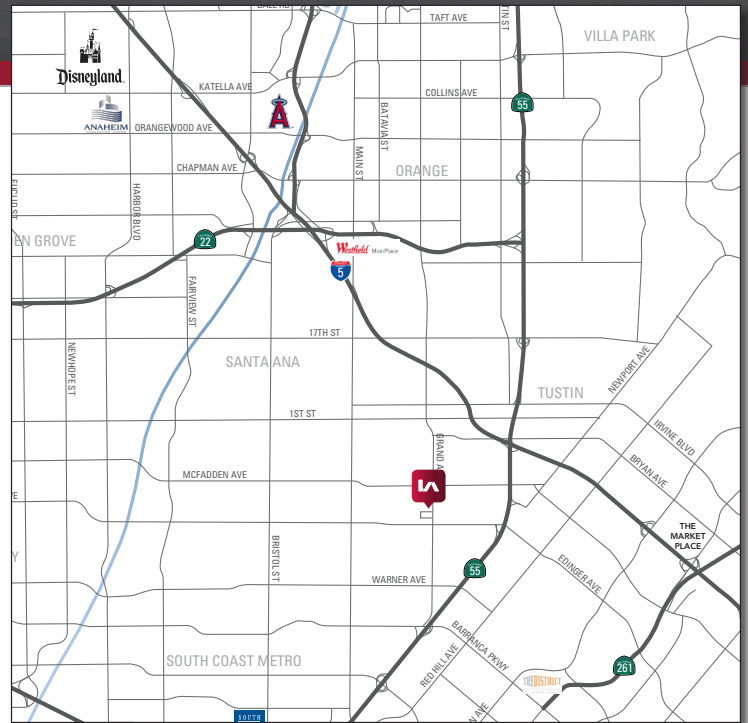 TAFT AVE
VILLA PARK
Disneyland
KATELLA AVE
COLLINS AVE
55
A
ANAHEIM
ORANGEWOOD AVE
BATAVIA ST
MAIN ST
CHAPMAN AVE
ORANGE
HARBOR BLVD
EN GROVE
22
Westfield MainPlace
5
FAIRVIEW ST
17TH ST
NEWHOPE ST
SANTA ANA
NEWPORT AVE
TUSTIN
1ST ST
IRVINE BLVD
GRAND A
BRYAN AVE
MCFADDEN AVE
THE
MARKET
PLACE
BRISTOL ST
55
EDINGER AVE
WARNER AVE
BARRANCA PKWY
RED HILL AVE
SOUTH COAST METRO
261
THE DISTRICT
N AVE
SOUTH